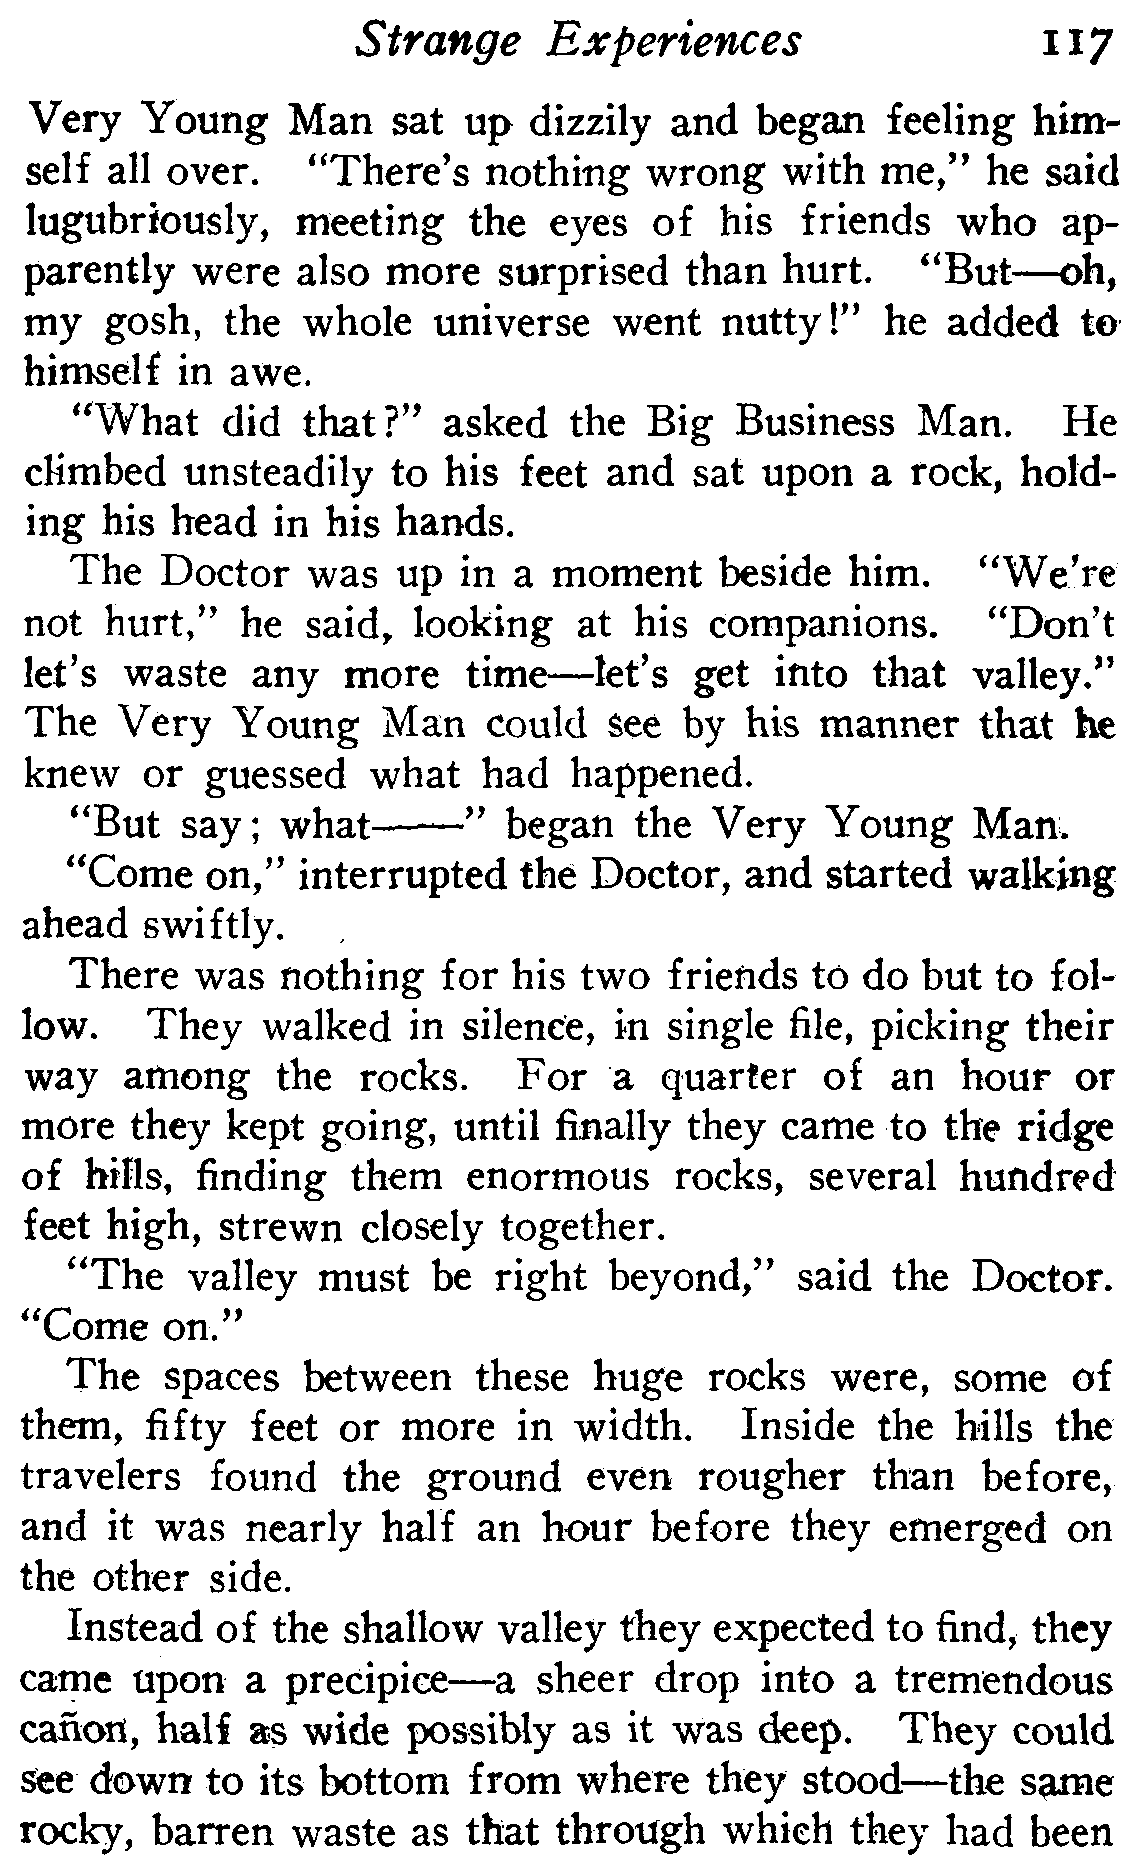 Strange Experiences 117
Very Young Man sat up dizzily and began feeling him-
self all over. "There's nothing wrong with me," he said
lugubriously, meeting the eyes of his friends who ap-
parently were also more surprised than hurt. "But—oh,
my gosh, the whole universe went nutty!" he added to
himself in awe.
"What did that?" asked the Big Business Man. He
climbed unsteadily to his feet and sat upon a rock, hold-
ing his head in his hands.
The Doctor was up in a moment beside him. "We're
not hurt," he said, looking at his companions. "Don't
let's waste any more time—let's get into that valley."
The Very Young Man could see by his manner that he
knew or guessed what had happened.
"But say; what——" began the Very Young Man.
"Come on," interrupted the Doctor, and started walking
ahead swiftly.
There was nothing for his two friends to do but to fol-
low. They walked in silence, in single file, picking their
way among the rocks. For a quarter of an hour or
more they kept going, until finally they came to the ridge
of hills, finding them enormous rocks, several hundred
feet high, strewn closely together.
"The valley must be right beyond," said the Doctor.
"Come on."
The spaces between these huge rocks were, some of
them, fifty feet or more in width. Inside the hills the
travelers found the ground even rougher than before,
and it was nearly half an hour before they emerged on
the other side.
Instead of the shallow valley they expected to find, they
came upon a precipice—a sheer drop into a tremendous
cañon, half as wide possibly as it was deep. They could
see down to its bottom from where they stood—the same
rocky, barren waste as that through which they had been